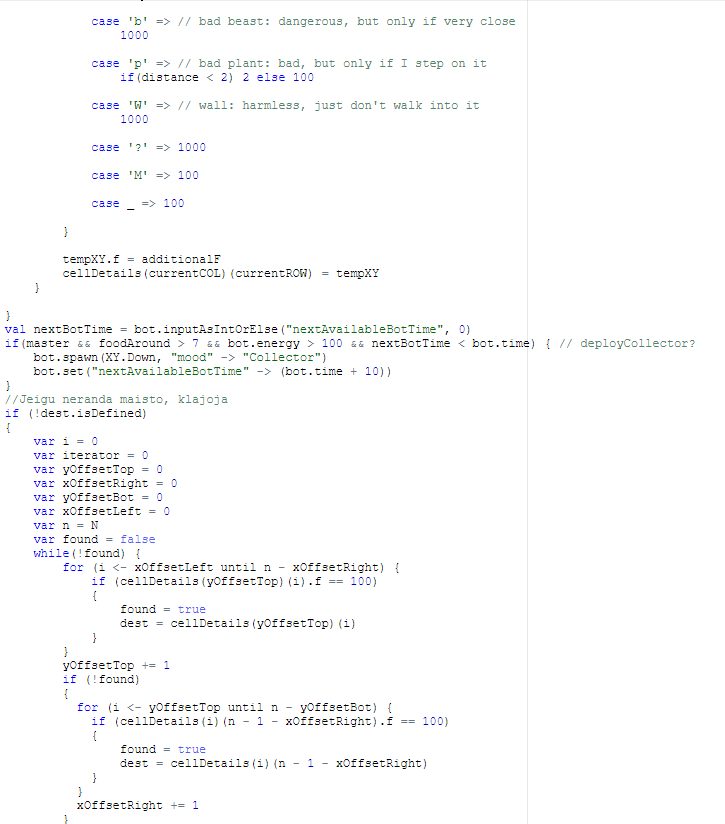 case 'b' => // bad beast: dangerous, but only if very close
1000
case 'p' => // bad plant: bad, but only if I step on it
if(distance < 2) 2 else 100
case 'W' => // wall: harmless, just don't walk into it
1000
case '?' => 1000
case 'M' => 100
case _ => 100
}
tempXY.f = additionalF
cellDetails(currentCOL)(currentROW) = tempXY
}
}
val nextBotTime = bot.inputAsIntOrElse("nextAvailableBotTime", 0)
if(master && foodAround > 7 && bot.energy > 100 && nextBotTime < bot.time) { // deployCollector?
bot.spawn(XY.Down, "mood" -> "Collector")
bot.set("nextAvailableBotTime" -> (bot.time + 10))
}
//Jeigu neranda maisto, klajoja
if (!dest.isDefined)
{
var i = 0
var iterator = 0
var yOffsetTop = 0
var xOffsetRight = 0
var yOffsetBot = 0
var xOffsetLeft = 0
var n = N
var found = false
while(!found) {
for (i <- xOffsetLeft until n - xOffsetRight) {
if (cellDetails(yOffsetTop)(i).f == 100)
{
found = true
dest = cellDetails(yOffsetTop)(i)
}
}
yOffsetTop += 1
if (!found)
{
for (i <- yOffsetTop until n - yOffsetBot) {
if (cellDetails(i)(n - 1 - xOffsetRight).f == 100)
{
found = true
dest = cellDetails(i)(n - 1 - xOffsetRight)
}
}
xOffsetRight += 1
}